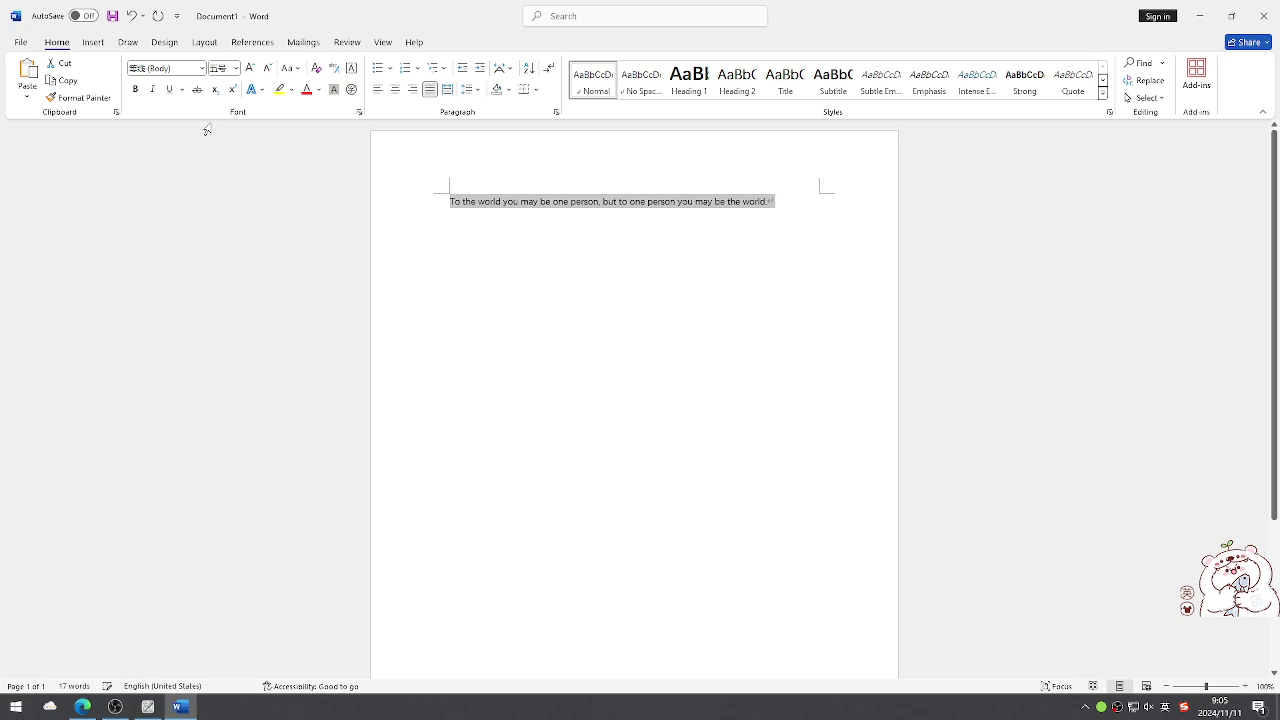 AutoSave Off Document1 - Word Search Sign in
File Home Insert Draw Design Layout References Mailings Review View Help Share
Paste Cut Copy Format Painter Clipboard
等线 (Body) 五号 Font
Paragraph
AaBbCcDı Normal AaBbCcDı No Spac... AaBl Heading 1 AaBbC Heading 2 AaBbC Title AaBbC Subtitle AaBbCcD. Subtle Em... AaBbCcD. Emphasis AaBbCcD. Intense E... AaBbCcD. Strong AaBbCcD. Quote Styles
Find Replace Select Editing
Add-ins Add-ins
To the world you may be one person, but to one person you may be the world.
英
Page 1 of 1 17 words English (United States) Accessibility: Good to go Focus 100%
英 9:05